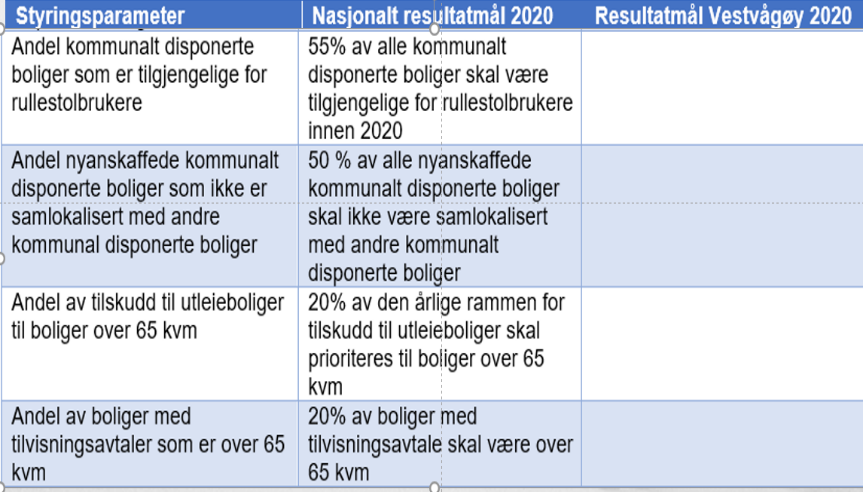 Styringsparameter
Nasjonalt resultatmål 2020
Resultatmål Vestvågøy 2020
Andel kommunalt disponerte
boliger som er tilgjengelige for
rullestolbrukere
55% av alle kommunalt
disponerte boliger skal være
tilgjengelige for rullestolbrukere
innen 2020
Andel nyanskaffede kommunalt
disponerte boliger som ikke er
samlokalisert med andre
kommunal disponerte boliger
50 % av alle nyanskaffede
kommunalt disponerte boliger
skal ikke være samlokalisert
med andre kommunalt
disponerte boliger
Andel av tilskudd til utleieboliger
til boliger over 65 kvm
20% av den årlige rammen for
tilskudd til utleieboliger skal
prioriteres til boliger over 65
kvm
Andel av boliger med
tilvisningsavtaler som er over 65
kvm
20% av boliger med
tilvisningsavtale skal være over
65 kvm